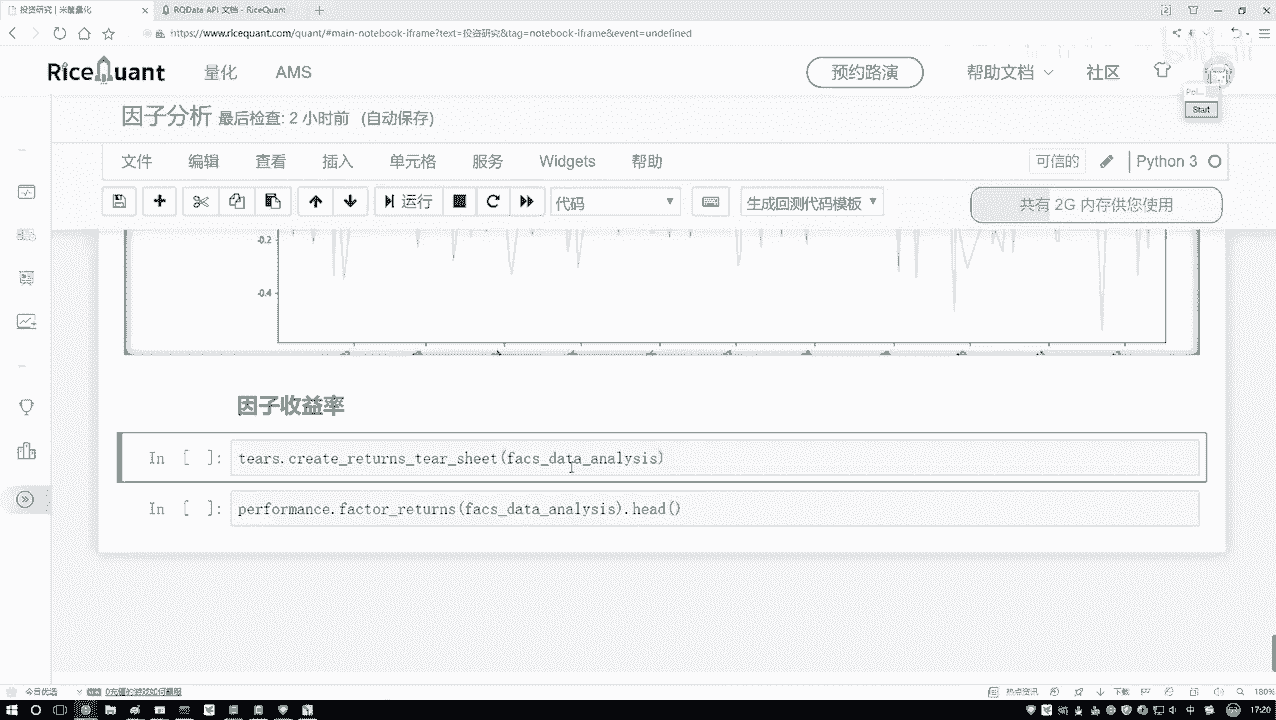 投资研究 | 米筐量化
RQData API 文档 - RiceQuant
https://www.ricequant.com/quant/#main-notebook-iframe?text=投资研究&tag=notebook-iframe&event=undefined
RiceQuant
量化
AMS
预约路演
帮助文档
社区
Start
因子分析 最后检查: 2 小时前 (自动保存)
文件
编辑
查看
插入
单元格
服务
Widgets
帮助
可信的
Python 3
运行
代码
生成回测代码模板
共有 2G 内存供您使用
-0.2
-0.4
因子收益率
In [ ]: tears.create_returns_tear_sheet(facs_data_analysis)
In [ ]: performance.factor_returns(facs_data_analysis).head()
今日优选
热点资讯
下载
180%
中
17:20